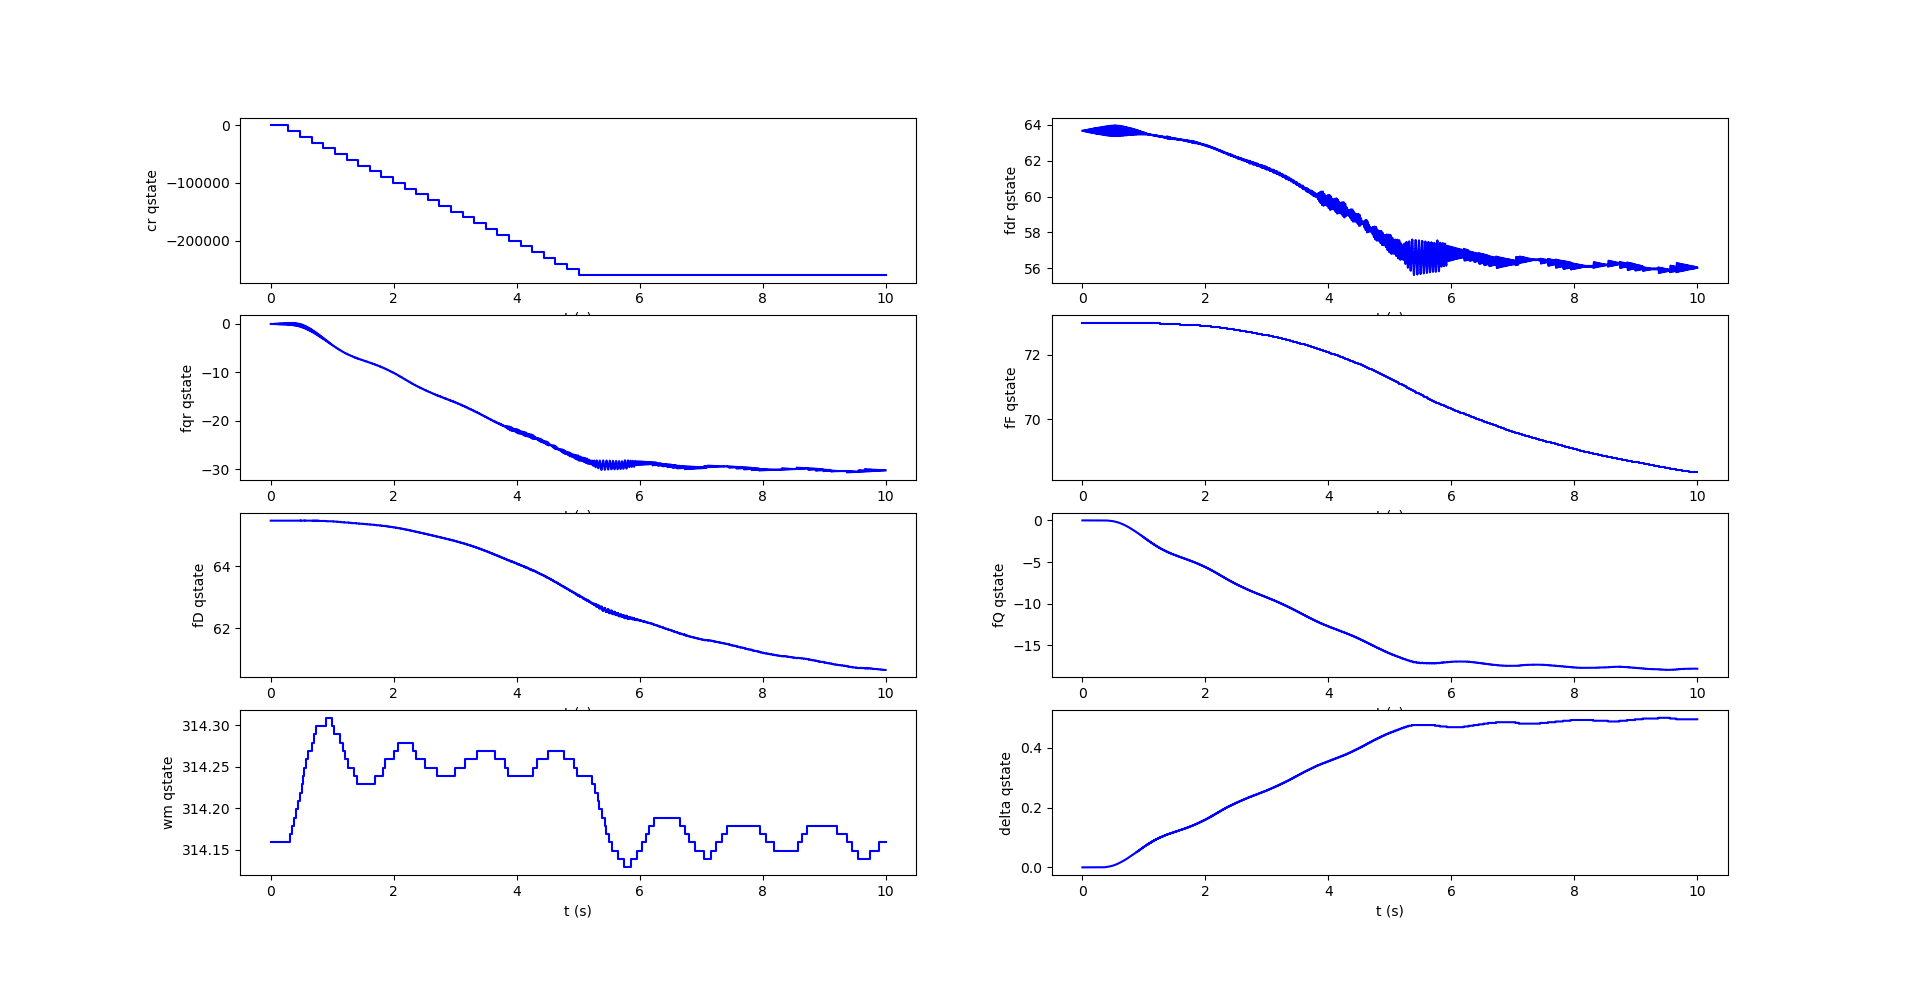 cr qstate
0
−100000
−200000
0 2 4 6 8 10
fdr qstate
64
62
60
58
56
0 2 4 6 8 10
fqr qstate
0
−10
−20
−30
0 2 4 6 8 10
fF qstate
72
70
0 2 4 6 8 10
fD qstate
64
62
0 2 4 6 8 10
fQ qstate
0
−5
−10
−15
0 2 4 6 8 10
wm qstate
314.30
314.25
314.20
314.15
0 2 4 6 8 10
t (s)
delta qstate
0.4
0.2
0.0
0 2 4 6 8 10
t (s)